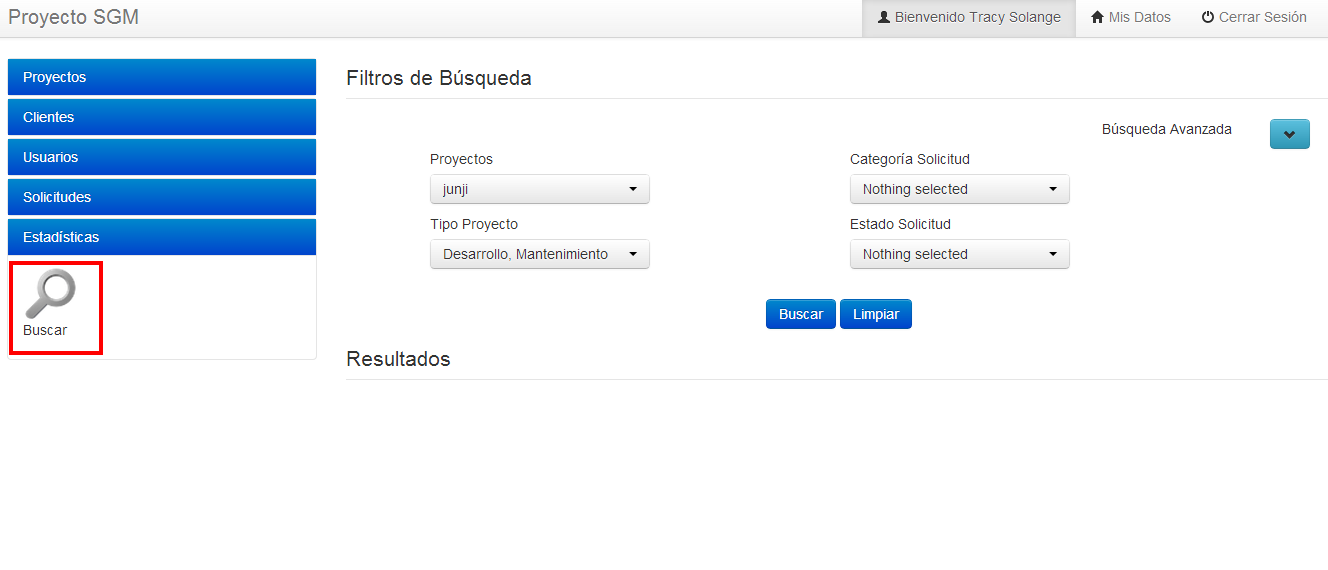 Proyecto SGM
Bienvenido Tracy Solange
Mis Datos
Cerrar Sesión
Proyectos
Clientes
Usuarios
Solicitudes
Estadísticas
Buscar
Filtros de Búsqueda
Búsqueda Avanzada
Proyectos
junji
Categoría Solicitud
Nothing selected
Tipo Proyecto
Desarrollo, Mantenimiento
Estado Solicitud
Nothing selected
Buscar
Limpiar
Resultados